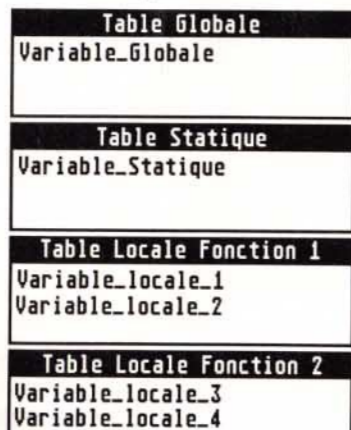 Table Globale
Variable_Globale
Table Statique
Variable_Statique
Table Locale Fonction 1
Variable_locale_1
Variable_locale_2
Table Locale Fonction 2
Variable_locale_3
Variable_locale_4